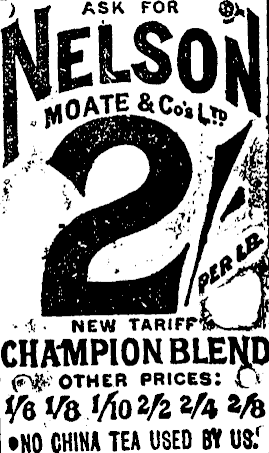 ASK FOR
NELSON
MOATE & Co's LTD
2/-
PER LB.
NEW TARIFF
CHAMPION BLEND
OTHER PRICES:
1/6 1/8 1/10 2/2 2/4 2/8
NO CHINA TEA USED BY US.